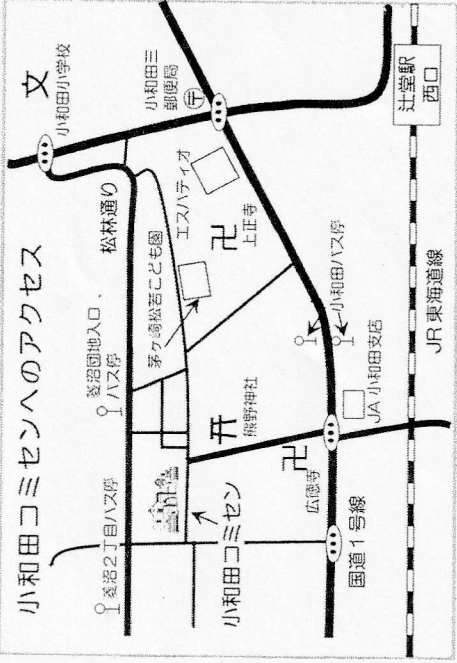 小和田コミセンへのアクセス
文
小和田小学校
菱沼団地入口、
バス停
松林通り
小和田三
郵便局
〒
菱沼2丁目バス停
茅ヶ崎松若こども園
エスパティオ
卍
上正寺
熊野神社
小和田コミセン
小和田バス停
卍
広徳寺
JA 小和田支店
国道1号線
辻堂駅
西口
JR東海道線